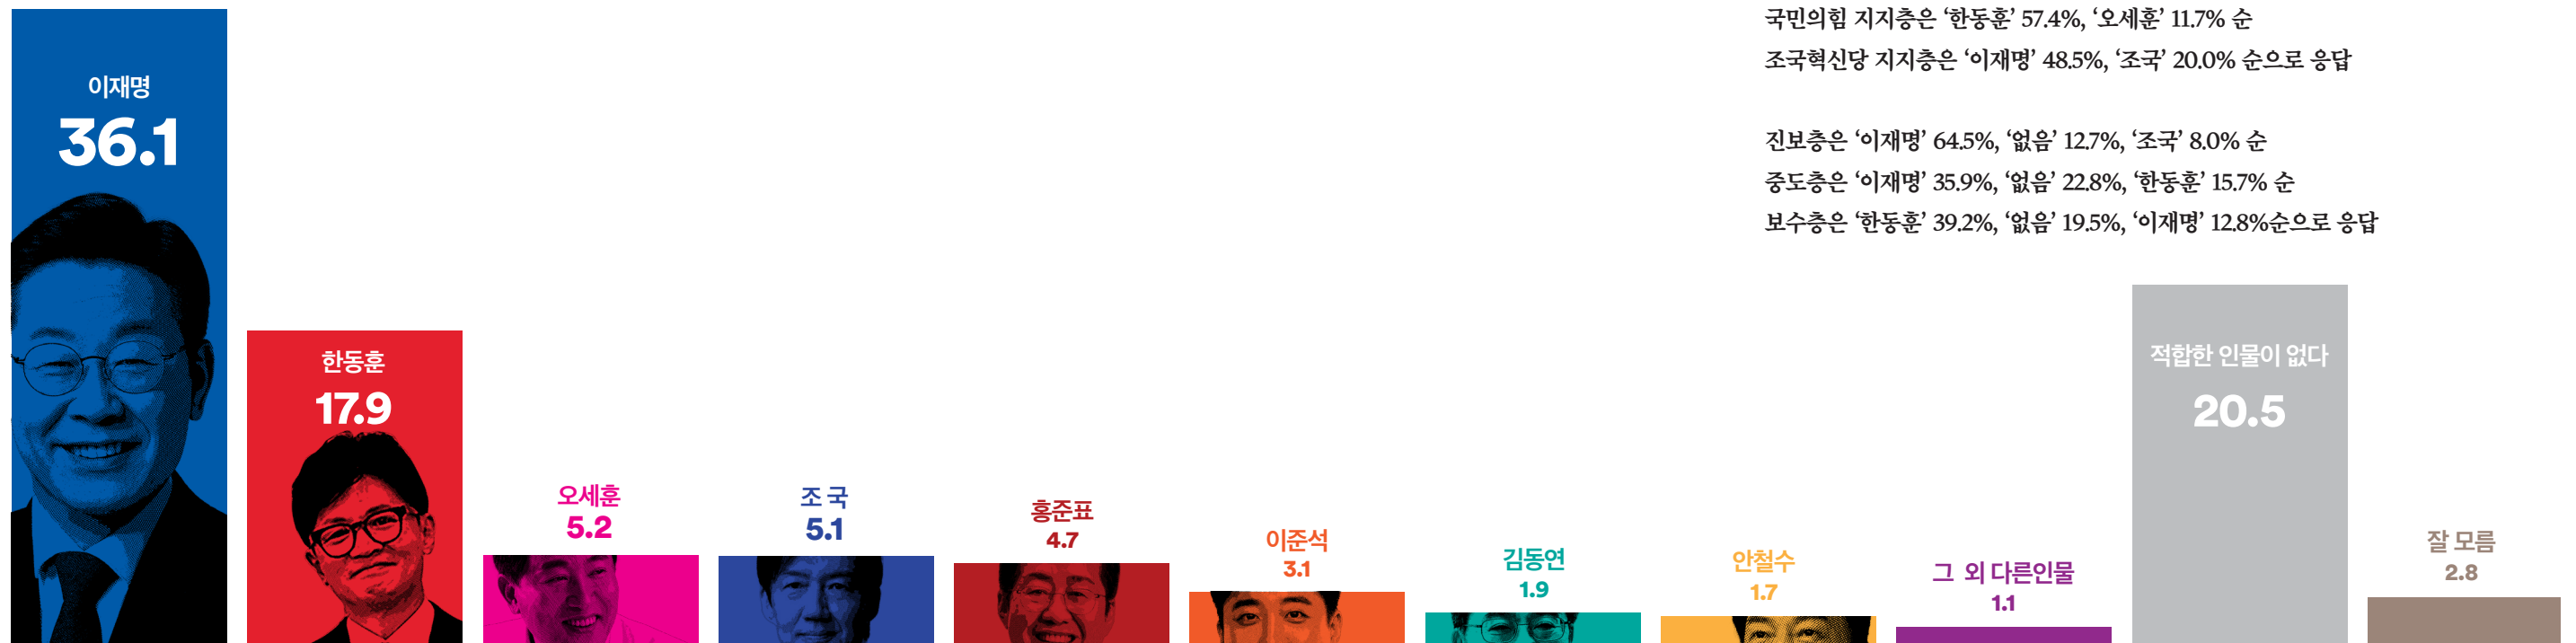 국민의힘 지지층은 ‘한동훈’ 57.4%, ‘오세훈’ 11.7% 순
조국혁신당 지지층은 ‘이재명’ 48.5%, ‘조국’ 20.0% 순으로 응답
진보층은 ‘이재명’ 64.5%, ‘없음’ 12.7%, ‘조국’ 8.0% 순
중도층은 ‘이재명’ 35.9%, ‘없음’ 22.8%, ‘한동훈’ 15.7% 순
보수층은 ‘한동훈’ 39.2%, ‘없음’ 19.5%, ‘이재명’ 12.8%순으로 응답
이재명
36.1
한동훈
17.9
오세훈
5.2
조 국
5.1
홍준표
4.7
이준석
3.1
김동연
1.9
안철수
1.7
그 외 다른인물
1.1
적합한 인물이 없다
20.5
잘 모름
2.8